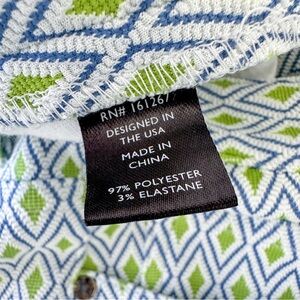 RN# 161267
DESIGNED IN
THE USA
MADE IN
CHINA
97% POLYESTER
3% ELASTANE